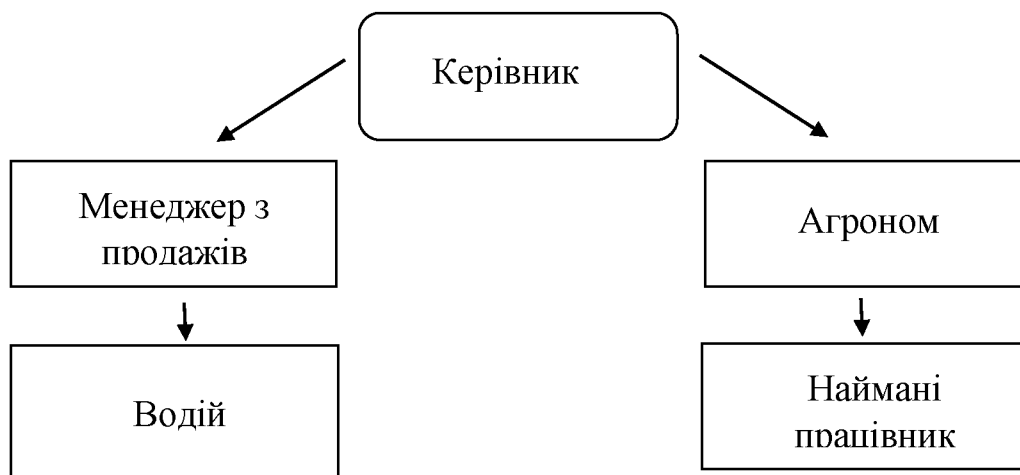 Керівник
Менеджер з
продажів
Агроном
Водій
Наймані
працівник